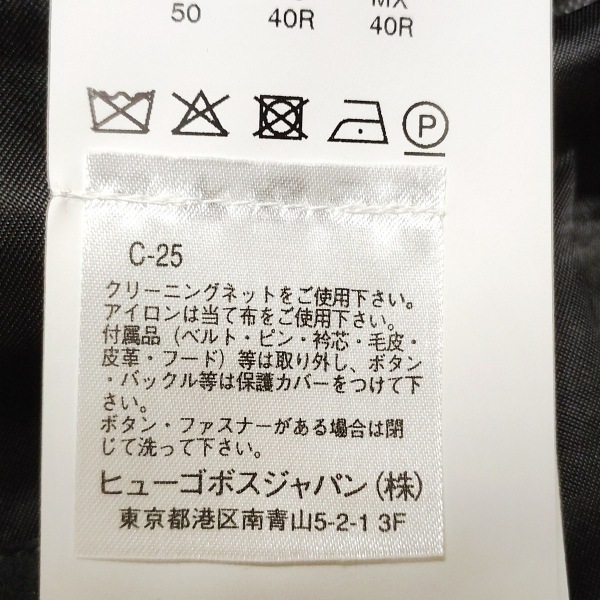 50 40R 40R
P
C-25
クリーニングネットをご使用下さい。
アイロンは当て布をご使用下さい。
付属品（ベルト・ピン・衿芯・毛皮・
皮革・フード）等は取り外し、ボタン
・バックル等は保護カバーをつけて下
さい。
ボタン・ファスナーがある場合は閉
じて洗って下さい。
ヒューゴボスジャパン(株)
東京都港区南青山5-2-1 3F